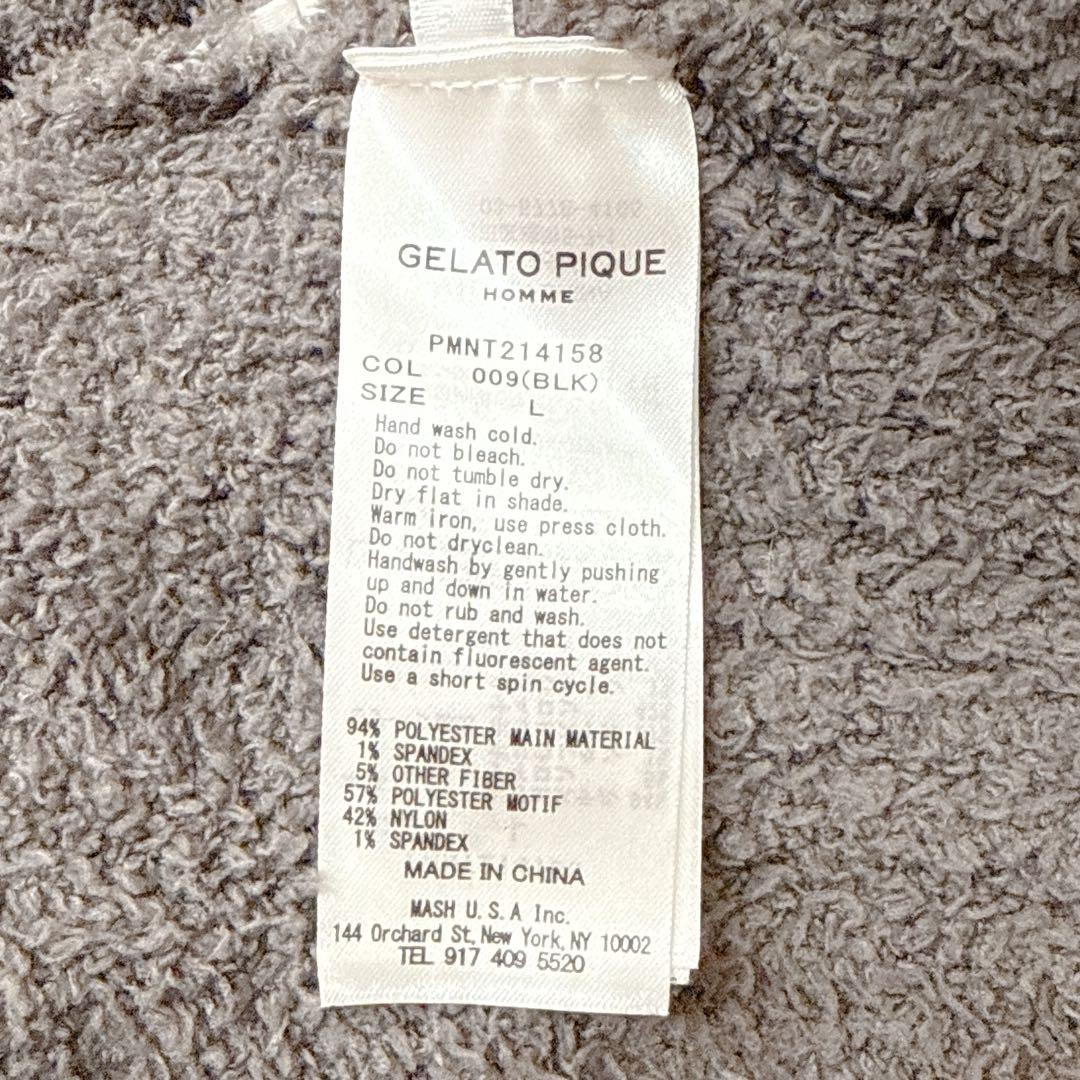 GELATO PIQUE
HOMME
PMNT214158
COL 009(BLK)
SIZE L
Hand wash cold.
Do not bleach.
Do not tumble dry.
Dry flat in shade.
Warm iron, use press cloth.
Do not dryclean.
Handwash by gently pushing
up and down in water.
Do not rub and wash.
Use detergent that does not
contain fluorescent agent.
Use a short spin cycle.
94% POLYESTER MAIN MATERIAL
1% SPANDEX
5% OTHER FIBER
57% POLYESTER MOTIF
42% NYLON
1% SPANDEX
MADE IN CHINA
MASH U.S.A Inc.
144 Orchard St, New York, NY 10002
TEL 917 409 5520